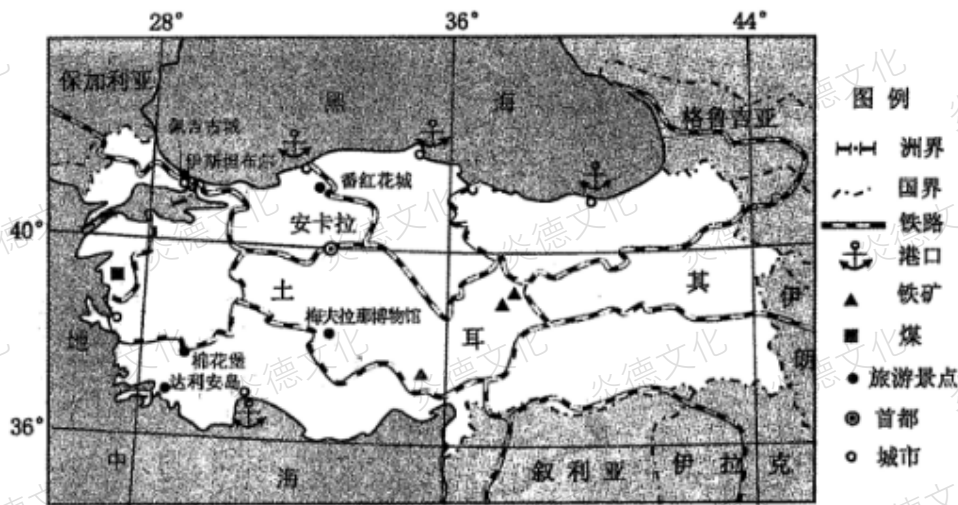 28° 36° 44°
保加利亚
黑 海
图 例
格鲁吉亚
洲界
伊斯坦布尔
番红花城
国界
铁路
安卡拉
40°
港口
土 耳 其
伊朗
铁矿
梅夫拉那博物馆
煤
地 中 海
棉花堡
达利安岛
旅游景点
首都
36°
城市
叙利亚
伊拉克
炎德文化